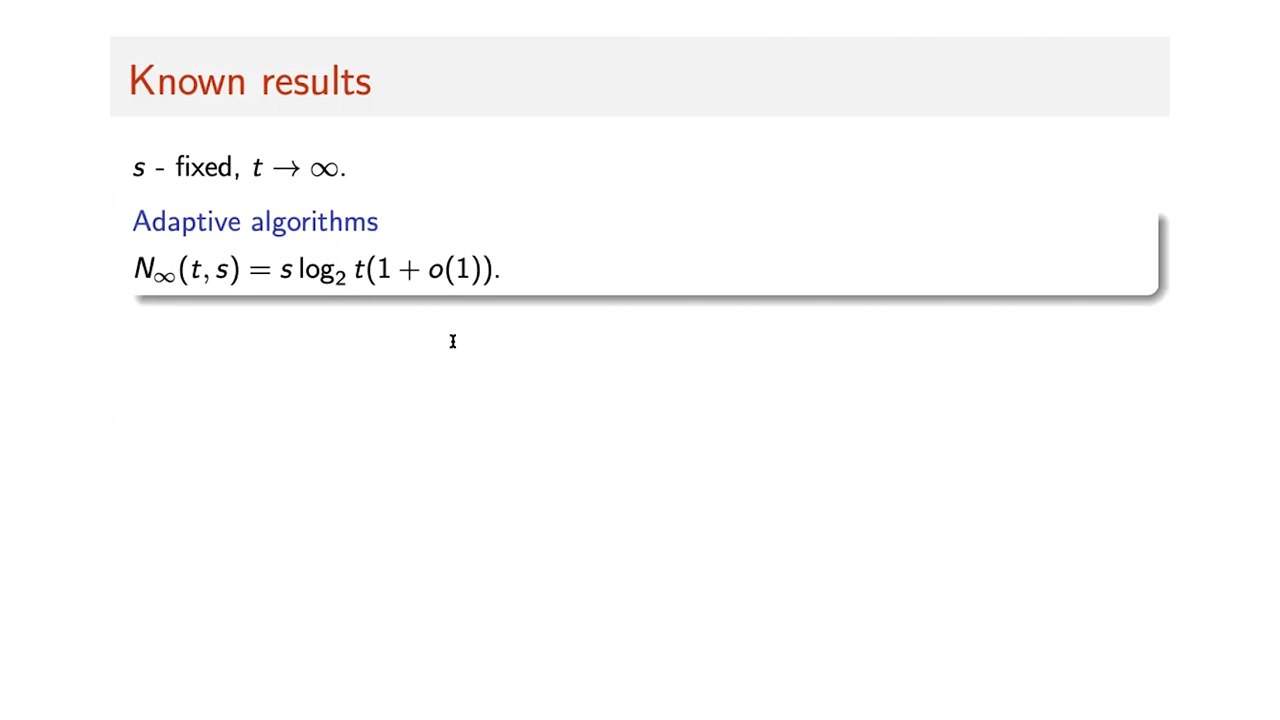 Known results
s - fixed, t → ∞.
Adaptive algorithms
N∞(t, s) = s log₂ t(1 + o(1)).